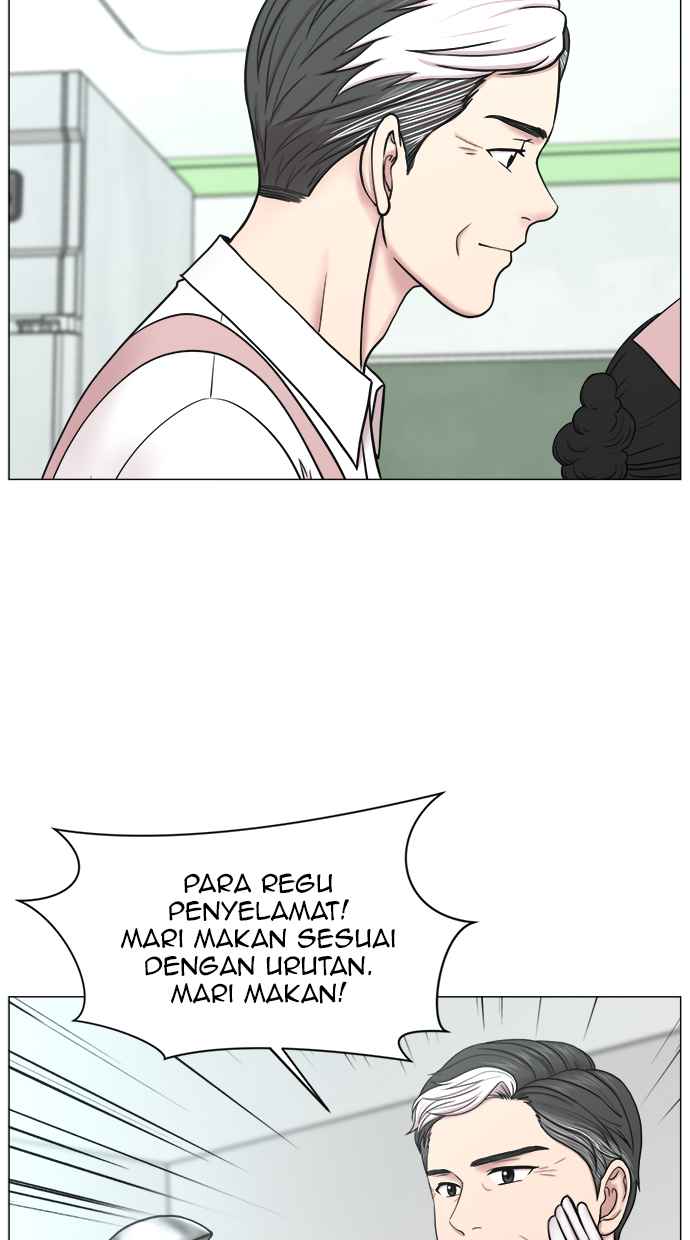 PARA REGU
PENYELAMAT!
MARI MAKAN SESUAI
DENGAN URUTAN.
MARI MAKAN!